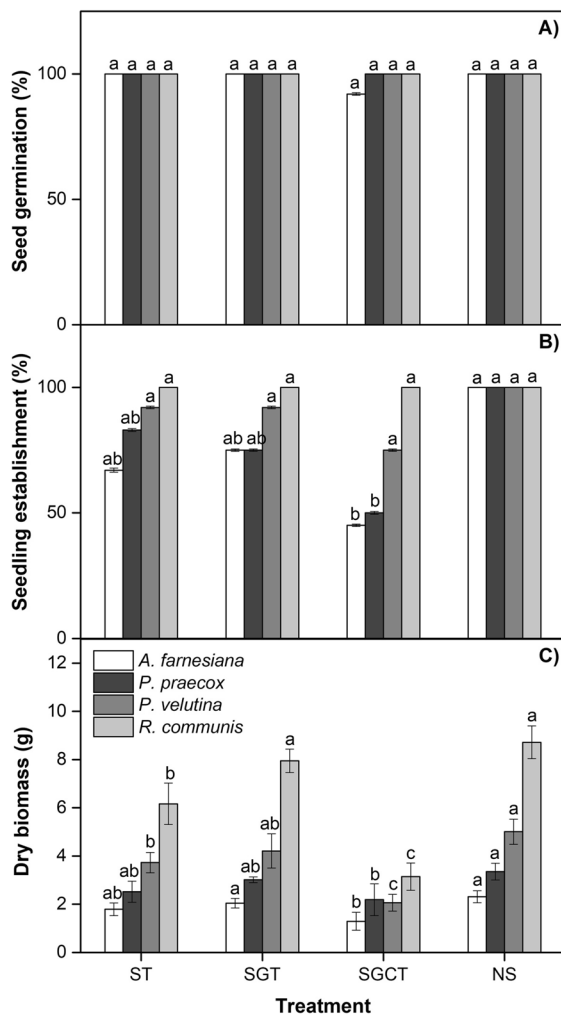 A)
a a a a a a a a a a a a a a a a
100
50
0
Seed germination (%)
B)
ab ab a a ab ab a a b b a a a a a a
100
50
0
Seedling establishment (%)
C)
A. farnesiana
P. praecox
P. velutina
R. communis
ab ab b b a ab ab a b b c c a a a a
12
10
8
6
4
2
0
Dry biomass (g)
ST SGT SGCT NS
Treatment